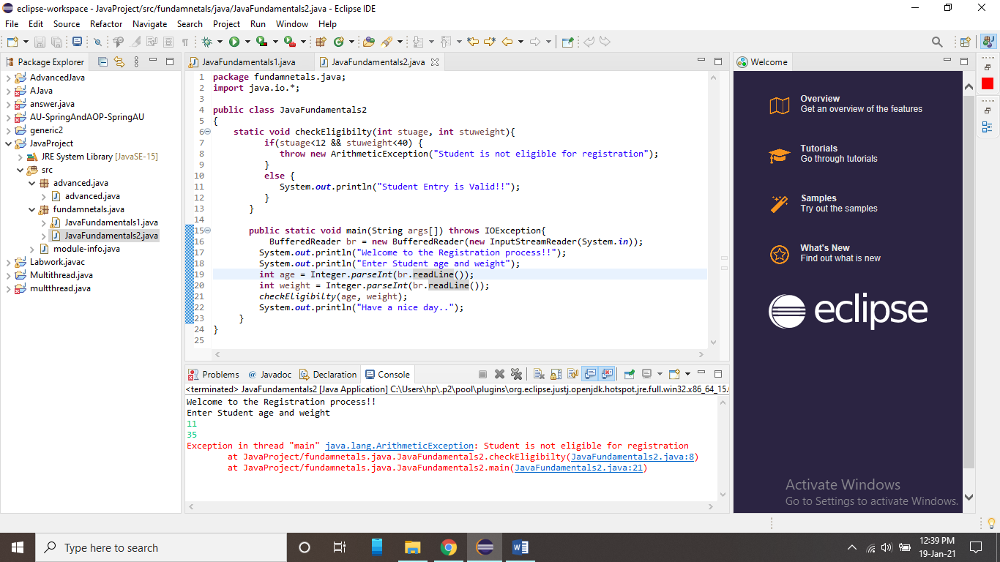 eclipse-workspace - JavaProject/src/fundamnetals/java/JavaFundamentals2.java - Eclipse IDE
File Edit Source Refactor Navigate Search Project Run Window Help
Package Explorer
AdvancedJava
AJava
answer.java
AU-SpringAndAOP-SpringAU
generic2
JavaProject
JRE System Library [JavaSE-15]
src
advanced.java
advanced.java
fundamnetals.java
JavaFundamentals1.java
JavaFundamentals2.java
module-info.java
Labwork.javac
Multithread.java
multthread.java
JavaFundamentals1.java JavaFundamentals2.java
1 package fundamnetals.java;
2 import java.io.*;
3
4 public class JavaFundamentals2
5 {
6 static void checkEligibilty(int stuage, int stuweight){
7 if(stuage<12 && stuweight<40) {
8 throw new ArithmeticException("Student is not eligible for registration");
9 }
10 else {
11 System.out.println("Student Entry is Valid!!");
12 }
13 }
14
15 public static void main(String args[]) throws IOException{
16 BufferedReader br = new BufferedReader(new InputStreamReader(System.in));
17 System.out.println("Welcome to the Registration process!!");
18 System.out.println("Enter Student age and weight");
19 int age = Integer.parseInt(br.readLine());
20 int weight = Integer.parseInt(br.readLine());
21 checkEligibilty(age, weight);
22 System.out.println("Have a nice day..");
23 }
24 }
25
Problems @ Javadoc Declaration Console
<terminated> JavaFundamentals2 [Java Application] C:\Users\hp\.p2\pool\plugins\org.eclipse.justj.openjdk.hotspot.jre.full.win32.x86_64_15.
Welcome to the Registration process!!
Enter Student age and weight
11
35
Exception in thread "main" java.lang.ArithmeticException: Student is not eligible for registration
at JavaProject/fundamnetals.java.JavaFundamentals2.checkEligibilty(JavaFundamentals2.java:8)
at JavaProject/fundamnetals.java.JavaFundamentals2.main(JavaFundamentals2.java:21)
Welcome
Overview
Get an overview of the features
Tutorials
Go through tutorials
Samples
Try out the samples
What's New
Find out what is new
eclipse
Activate Windows
Go to Settings to activate Windows.
Type here to search
12:39 PM
19-Jan-21